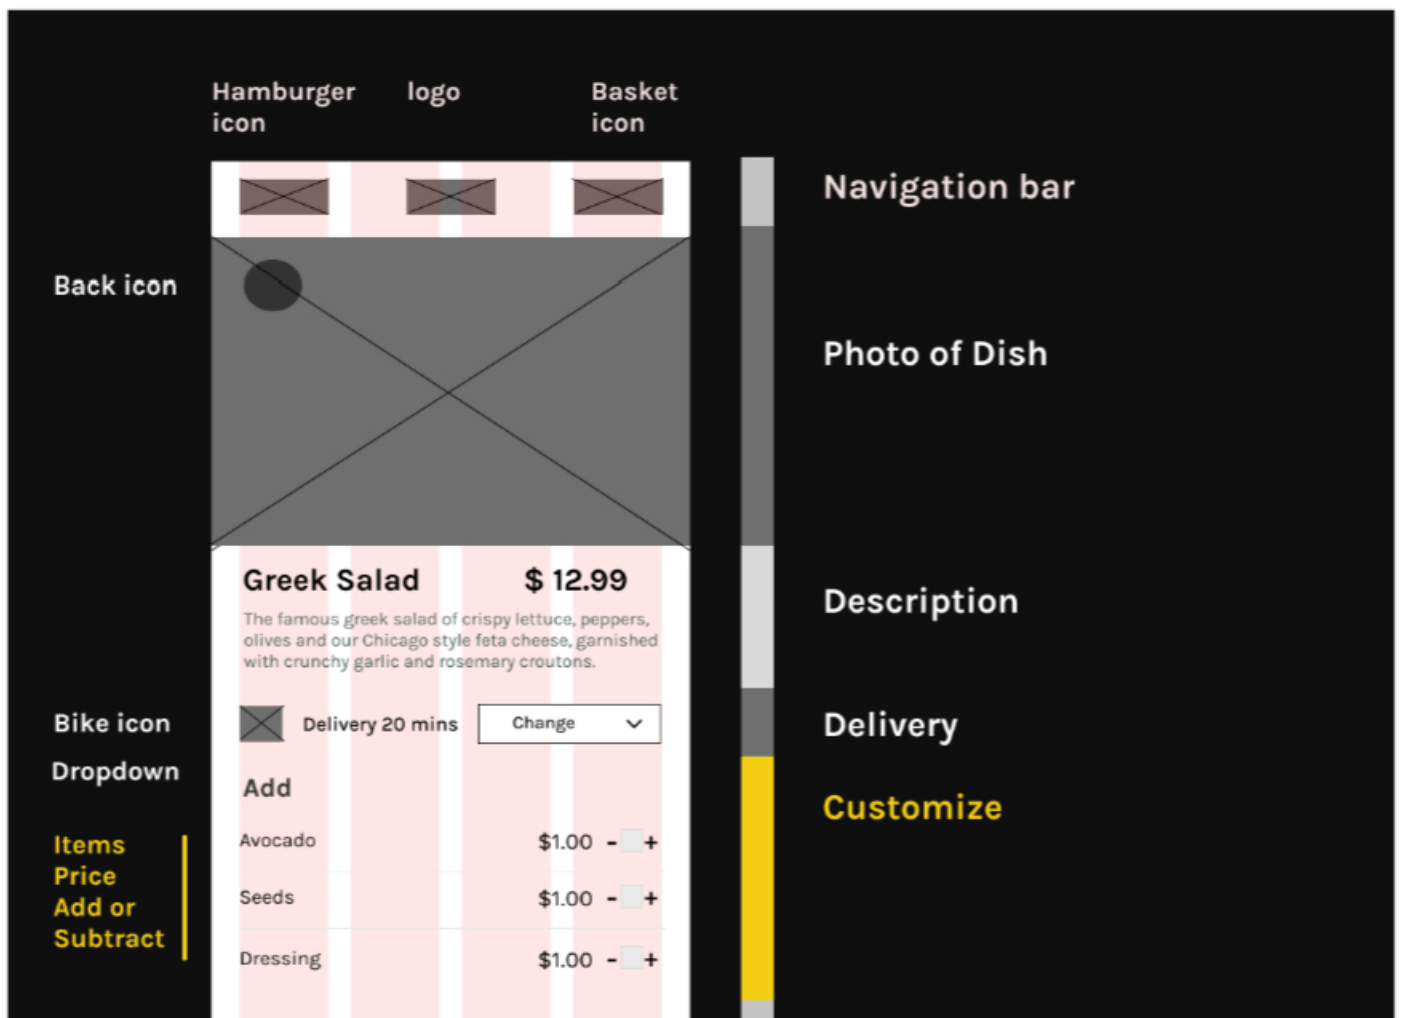 Hamburger icon
logo
Basket icon
Navigation bar
Back icon
Photo of Dish
Greek Salad $ 12.99
The famous greek salad of crispy lettuce, peppers,
olives and our Chicago style feta cheese, garnished
with crunchy garlic and rosemary croutons.
Description
Bike icon
Delivery 20 mins
Change
Delivery
Dropdown
Add
Customize
Items
Price
Add or
Subtract
Avocado $1.00 - +
Seeds $1.00 - +
Dressing $1.00 - +